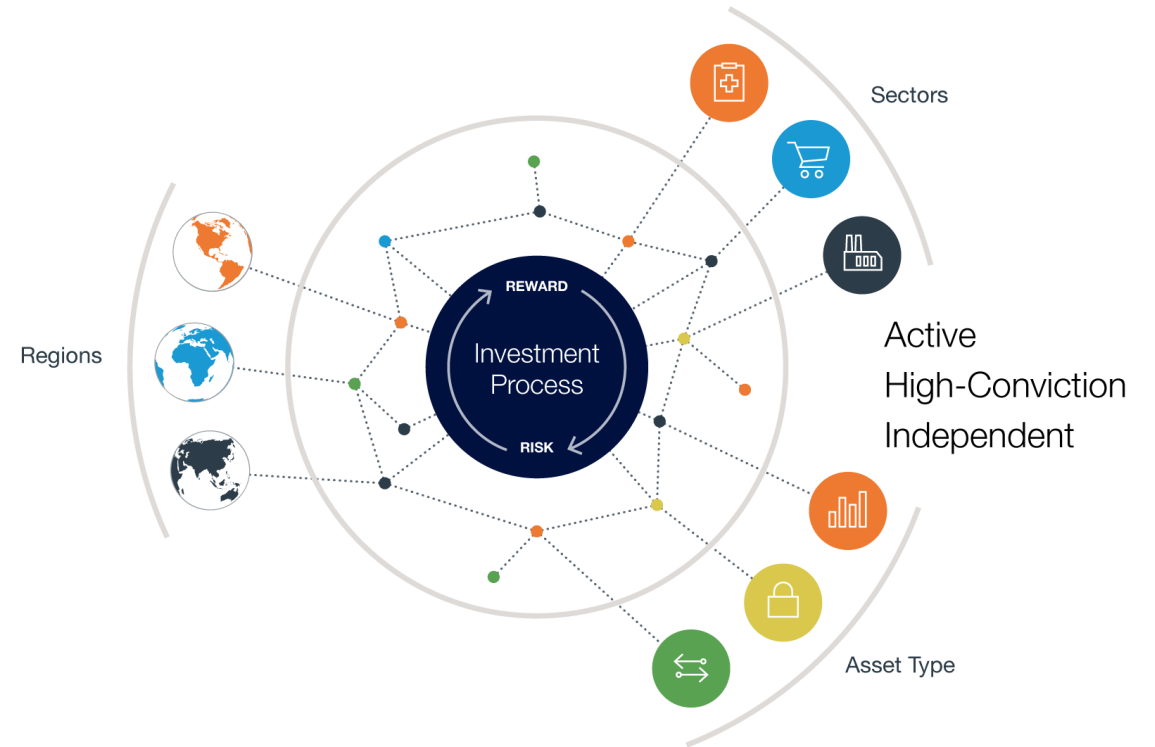 Sectors
Regions
REWARD
Investment
Process
RISK
Active
High-Conviction
Independent
Asset Type